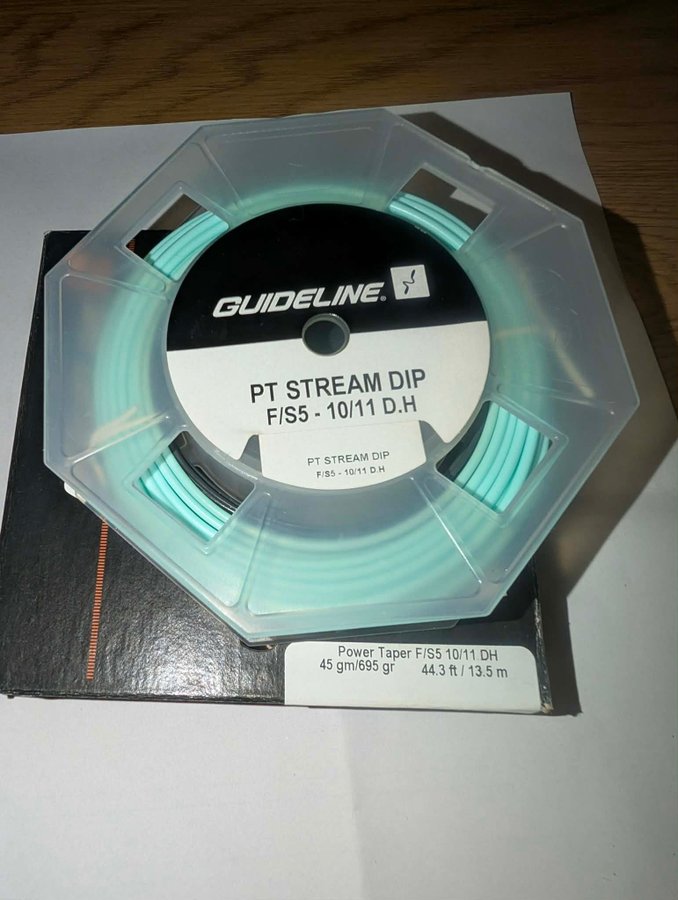 GUIDELINE®
PT STREAM DIP
F/S5 - 10/11 D.H
PT STREAM DIP
F/S5 - 10/11 D.H
Power Taper F/S5 10/11 DH
45 gm/695 gr 44.3 ft / 13.5 m